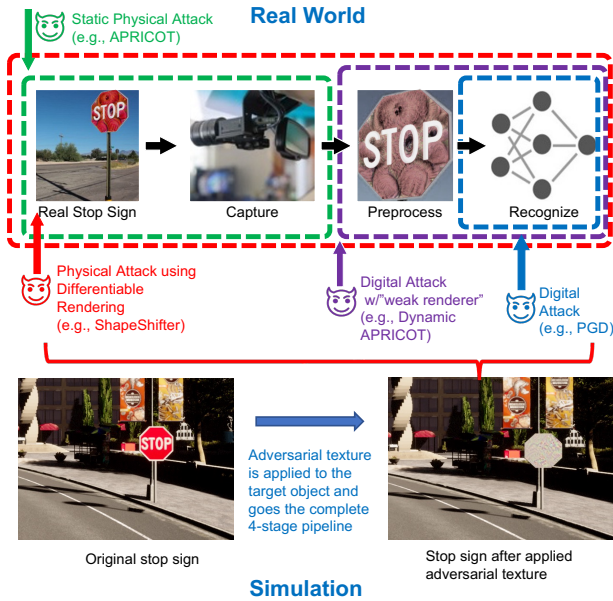 Real World
Static Physical Attack
(e.g., APRICOT)
STOP
STOP
Real Stop Sign
Capture
Preprocess
Recognize
Physical Attack using
Differentiable
Rendering
(e.g., ShapeShifter)
Digital Attack
w/"weak renderer"
(e.g., Dynamic
APRICOT)
Digital
Attack
(e.g., PGD)
STOP
Adversarial texture
is applied to the
target object and
goes the complete
4-stage pipeline
Original stop sign
Stop sign after applied
adversarial texture
Simulation